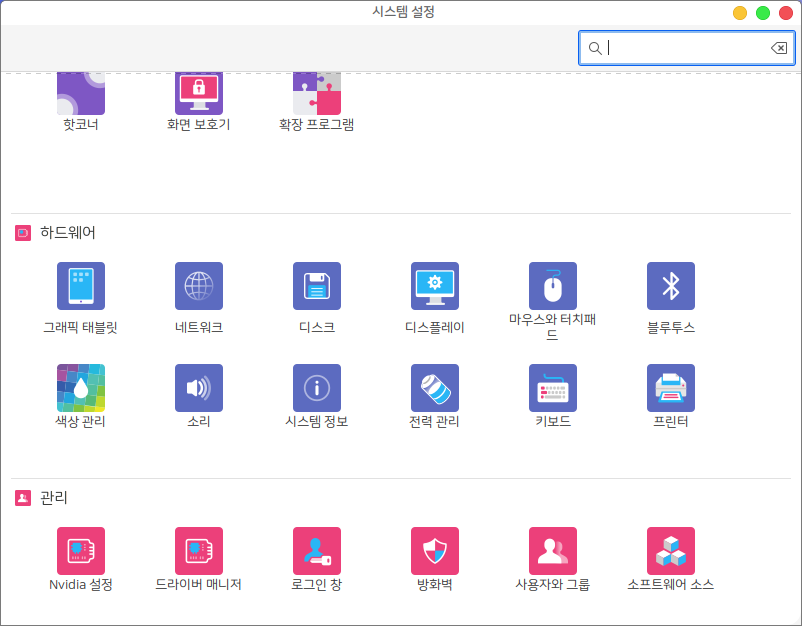 시스템 설정
핫코너
화면 보호기
확장 프로그램
하드웨어
그래픽 태블릿
네트워크
디스크
디스플레이
마우스와 터치패
드
블루투스
색상 관리
소리
시스템 정보
전력 관리
키보드
프린터
관리
Nvidia 설정
드라이버 매니저
로그인 창
방화벽
사용자와 그룹
소프트웨어 소스